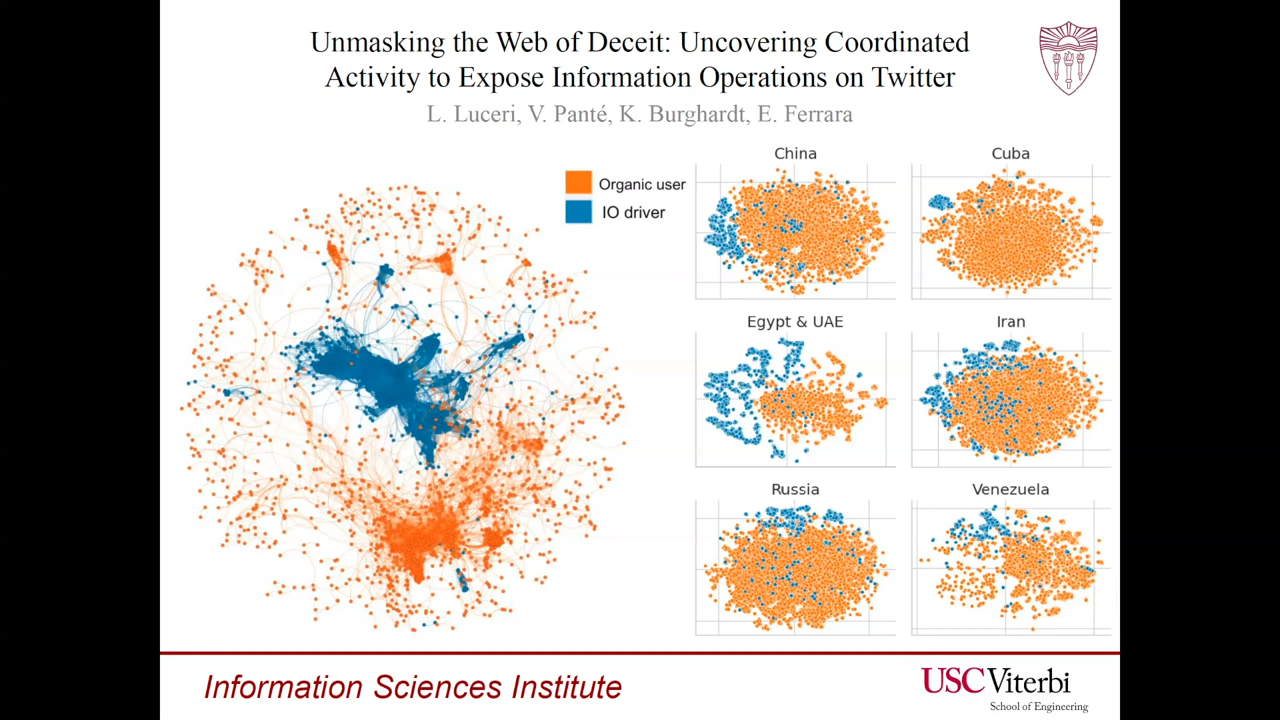 Unmasking the Web of Deceit: Uncovering Coordinated
Activity to Expose Information Operations on Twitter
L. Luceri, V. Panté, K. Burghardt, E. Ferrara
Organic user
IO driver
China
Cuba
Egypt & UAE
Iran
Russia
Venezuela
Information Sciences Institute
USC Viterbi
School of Engineering